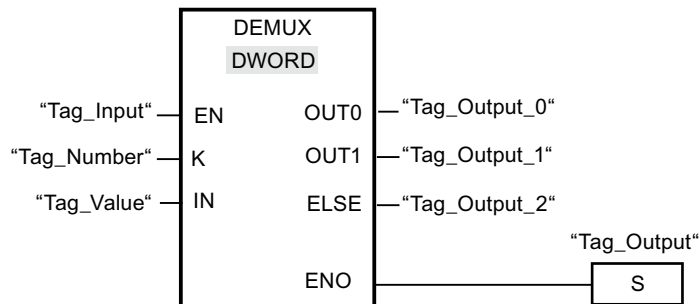 DEMUX
DWORD
“Tag_Input“ EN OUT0 “Tag_Output_0“
“Tag_Number“ K OUT1 “Tag_Output_1“
“Tag_Value“ IN ELSE “Tag_Output_2“
“Tag_Output“
ENO S